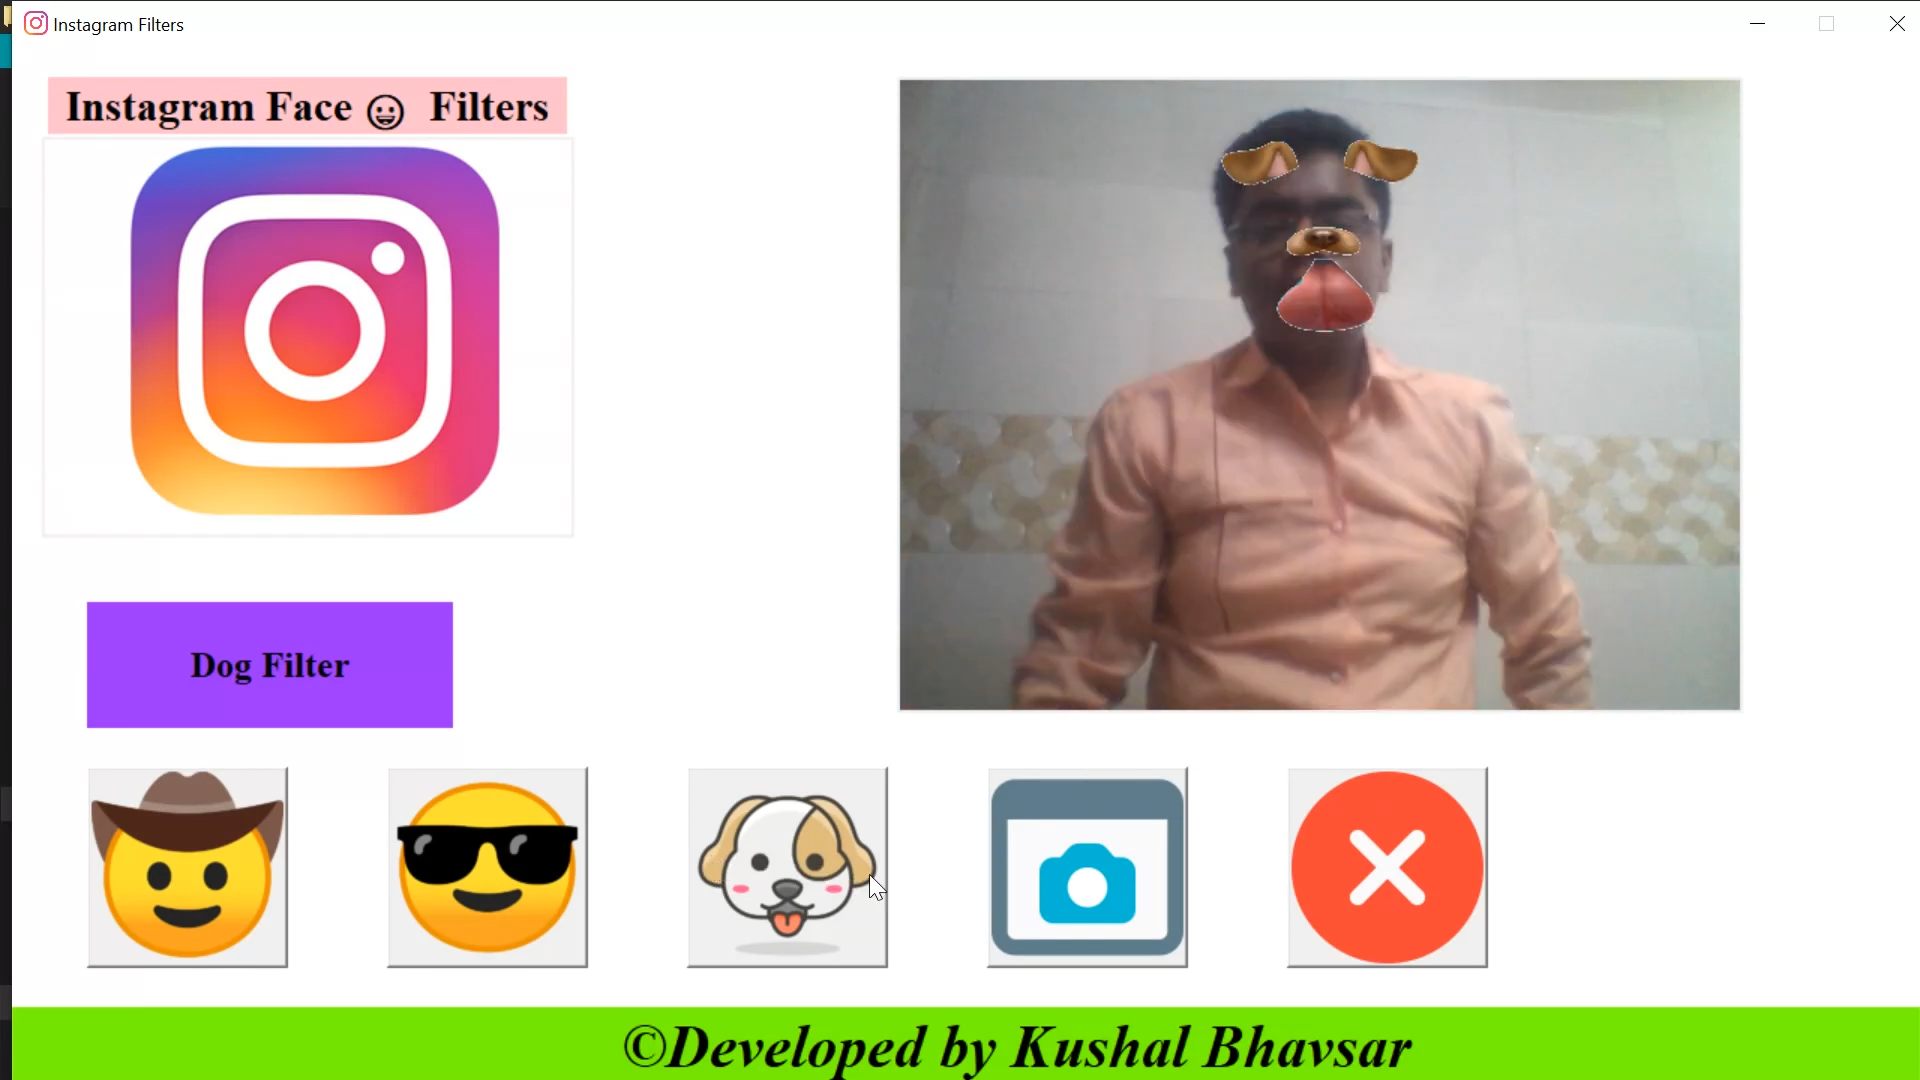 Instagram Filters
Instagram Face 😀 Filters
Dog Filter
©Developed by Kushal Bhavsar